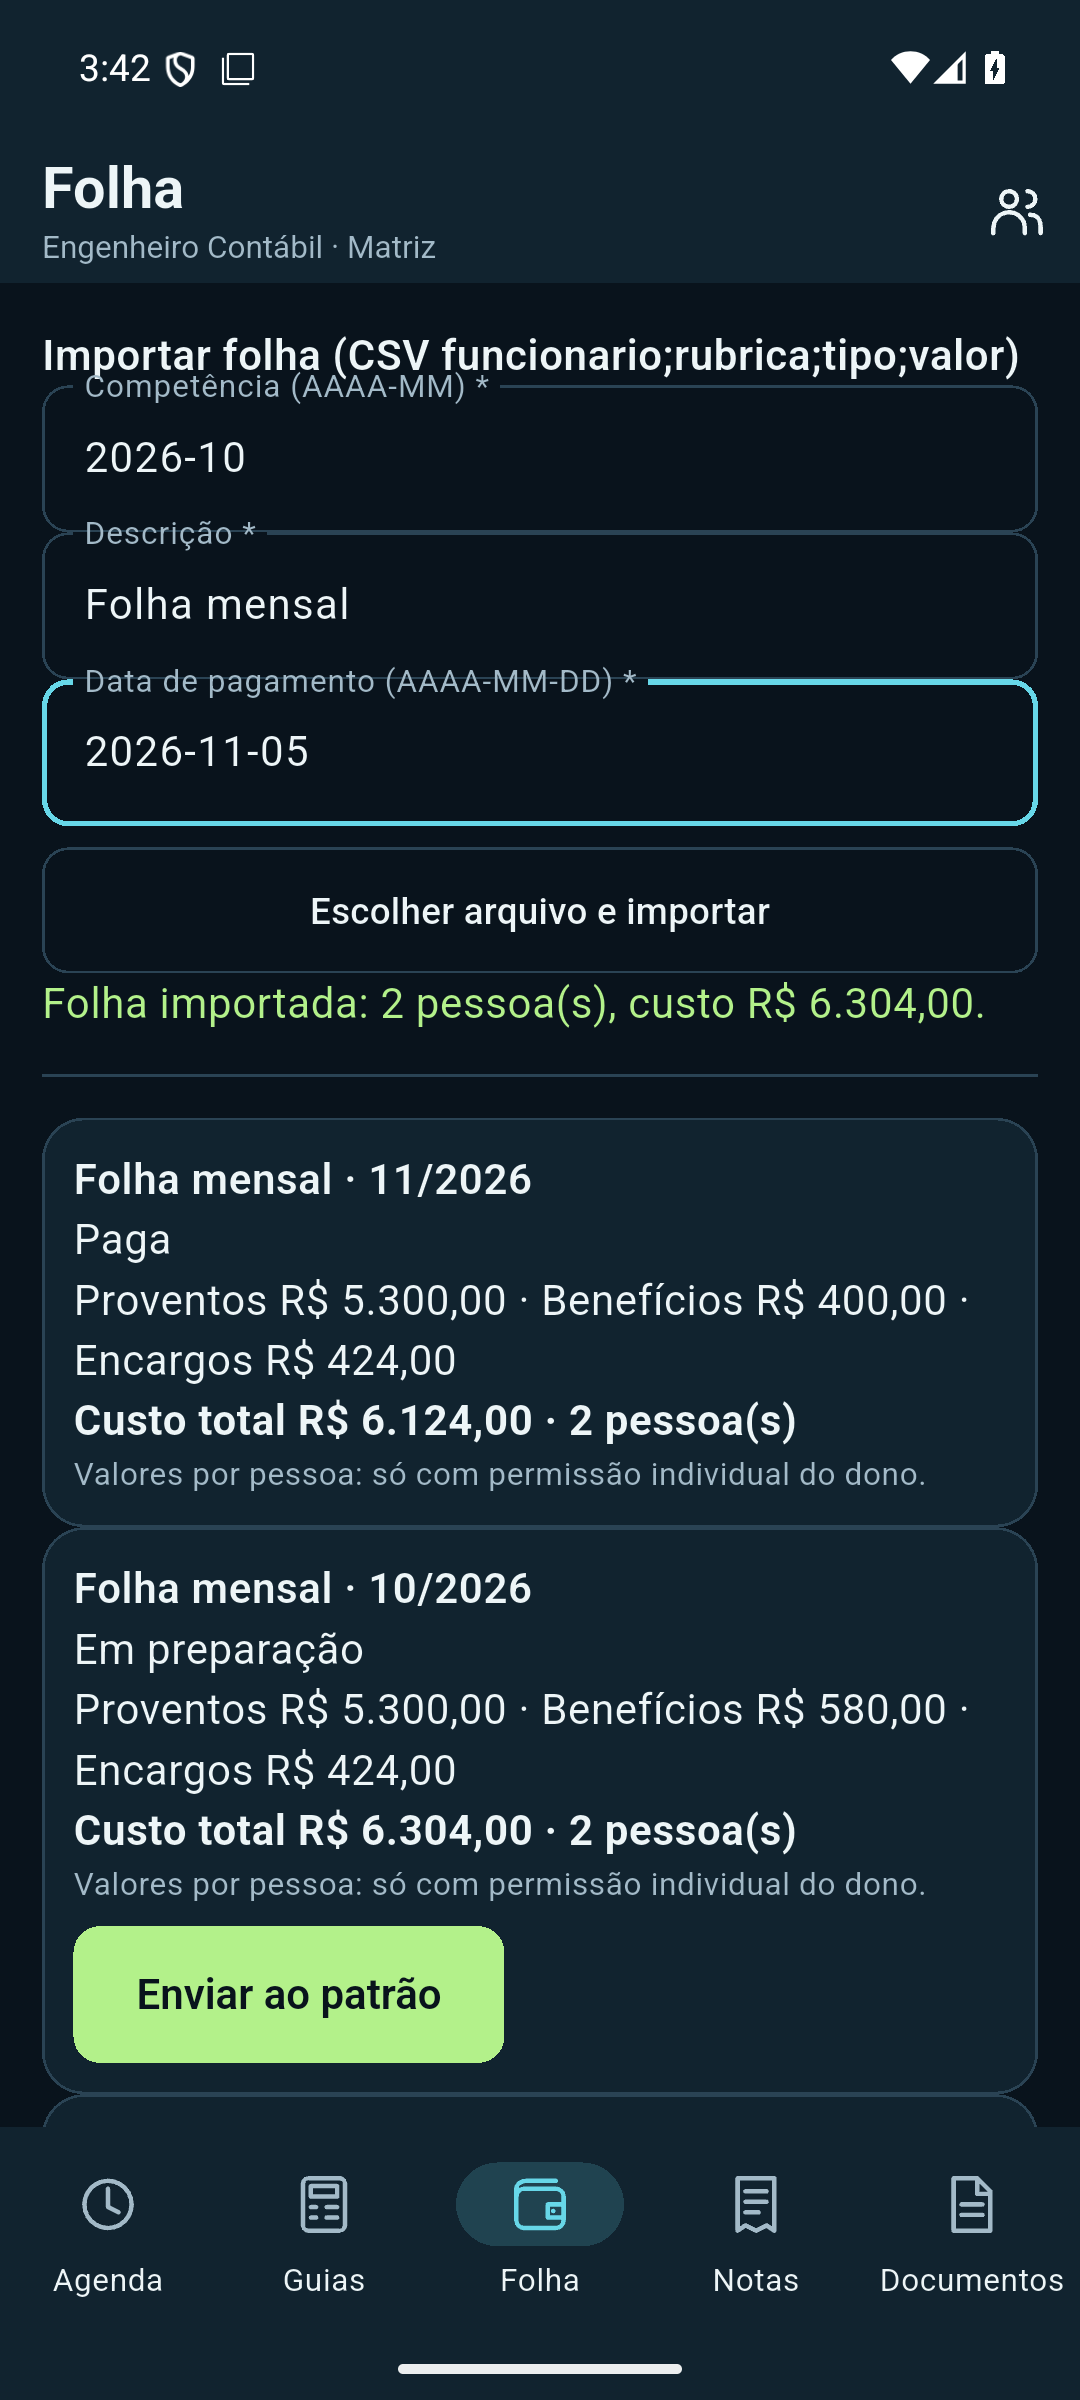 3:42
Folha
Engenheiro Contábil · Matriz
Importar folha (CSV funcionario;rubrica;tipo;valor)
Competência (AAAA-MM) *
2026-10
Descrição *
Folha mensal
Data de pagamento (AAAA-MM-DD) *
2026-11-05
Escolher arquivo e importar
Folha importada: 2 pessoa(s), custo R$ 6.304,00.
Folha mensal · 11/2026
Paga
Proventos R$ 5.300,00 · Benefícios R$ 400,00 ·
Encargos R$ 424,00
Custo total R$ 6.124,00 · 2 pessoa(s)
Valores por pessoa: só com permissão individual do dono.
Folha mensal · 10/2026
Em preparação
Proventos R$ 5.300,00 · Benefícios R$ 580,00 ·
Encargos R$ 424,00
Custo total R$ 6.304,00 · 2 pessoa(s)
Valores por pessoa: só com permissão individual do dono.
Enviar ao patrão
Agenda
Guias
Folha
Notas
Documentos